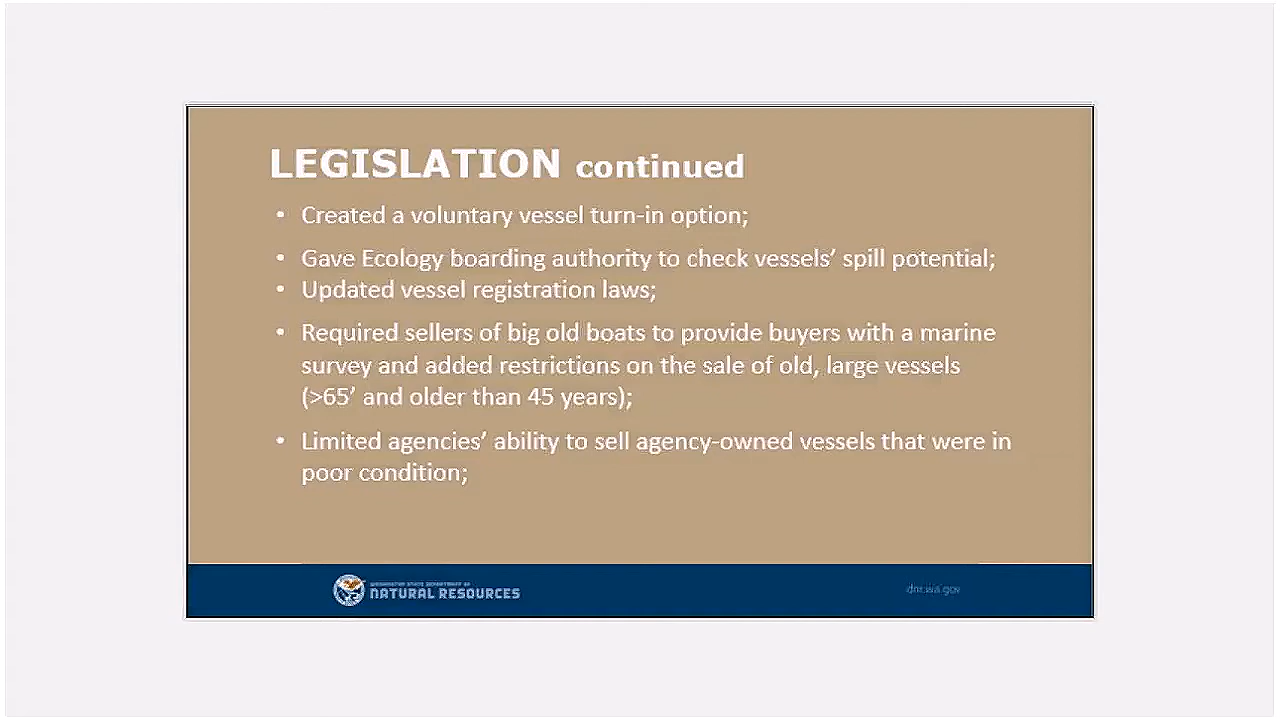 LEGISLATION continued
• Created a voluntary vessel turn-in option;
• Gave Ecology boarding authority to check vessels’ spill potential;
• Updated vessel registration laws;
• Required sellers of big old boats to provide buyers with a marine
survey and added restrictions on the sale of old, large vessels
(>65’ and older than 45 years);
• Limited agencies’ ability to sell agency-owned vessels that were in
poor condition;
WASHINGTON STATE DEPARTMENT OF
NATURAL RESOURCES
dnr.wa.gov